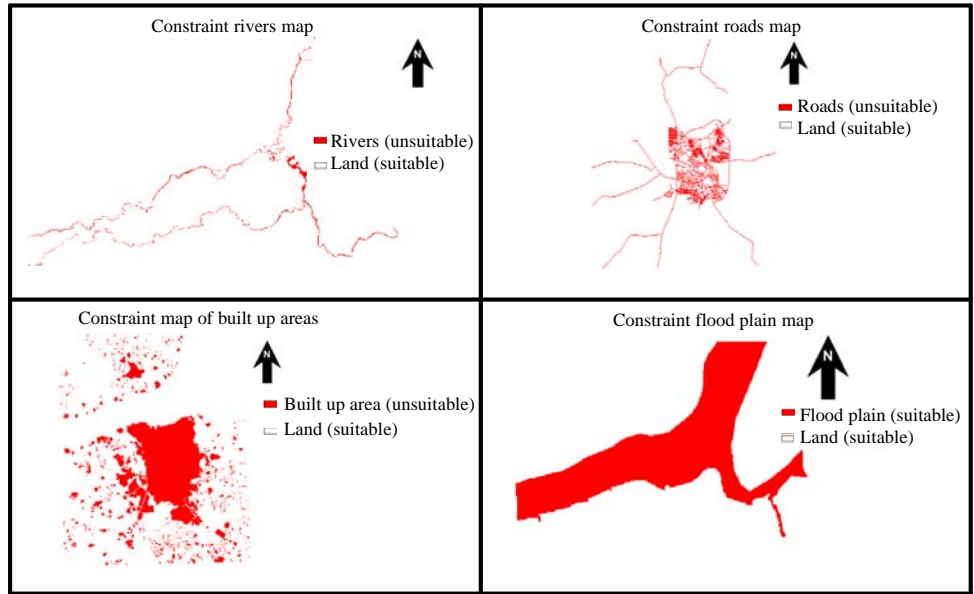 Constraint rivers map
N
Rivers (unsuitable)
Land (suitable)
Constraint roads map
N
Roads (unsuitable)
Land (suitable)
Constraint map of built up areas
N
Built up area (unsuitable)
Land (suitable)
Constraint flood plain map
N
Flood plain (suitable)
Land (suitable)